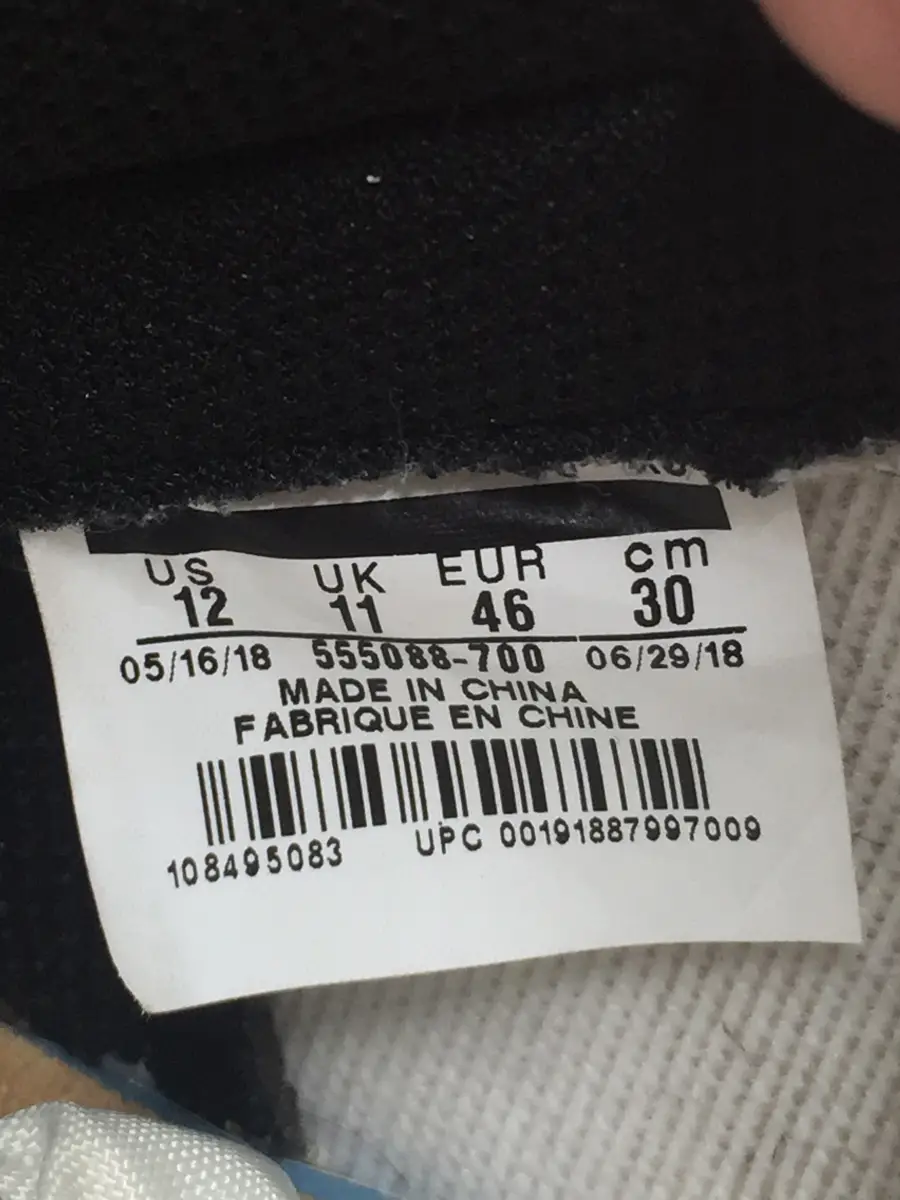 US UK EUR cm
12 11 46 30
05/16/18 555088-700 06/29/18
MADE IN CHINA
FABRIQUE EN CHINE
108495083 UPC 00191887997009